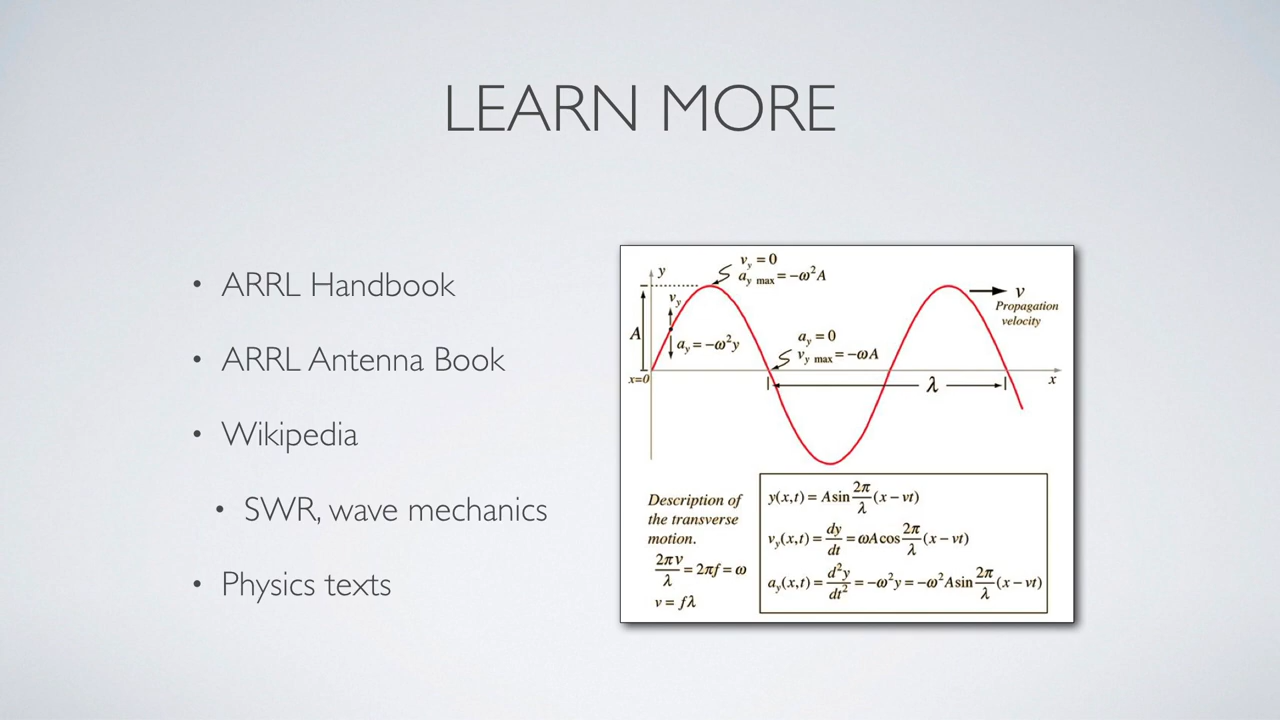 LEARN MORE
• ARRL Handbook
• ARRL Antenna Book
• Wikipedia
• SWR, wave mechanics
• Physics texts
y
v_y = 0
a_y max = −ω²A
v_y
A
a_y = −ω²y
a_y = 0
v_y max = −ωA
v
Propagation
velocity
x=0
λ
x
Description of
the transverse
motion.
2πv/λ = 2πf = ω
v = fλ
y(x,t) = A sin 2π/λ (x − vt)
v_y(x,t) = dy/dt = ωA cos 2π/λ (x − vt)
a_y(x,t) = d²y/dt² = −ω²y = −ω²A sin 2π/λ (x − vt)